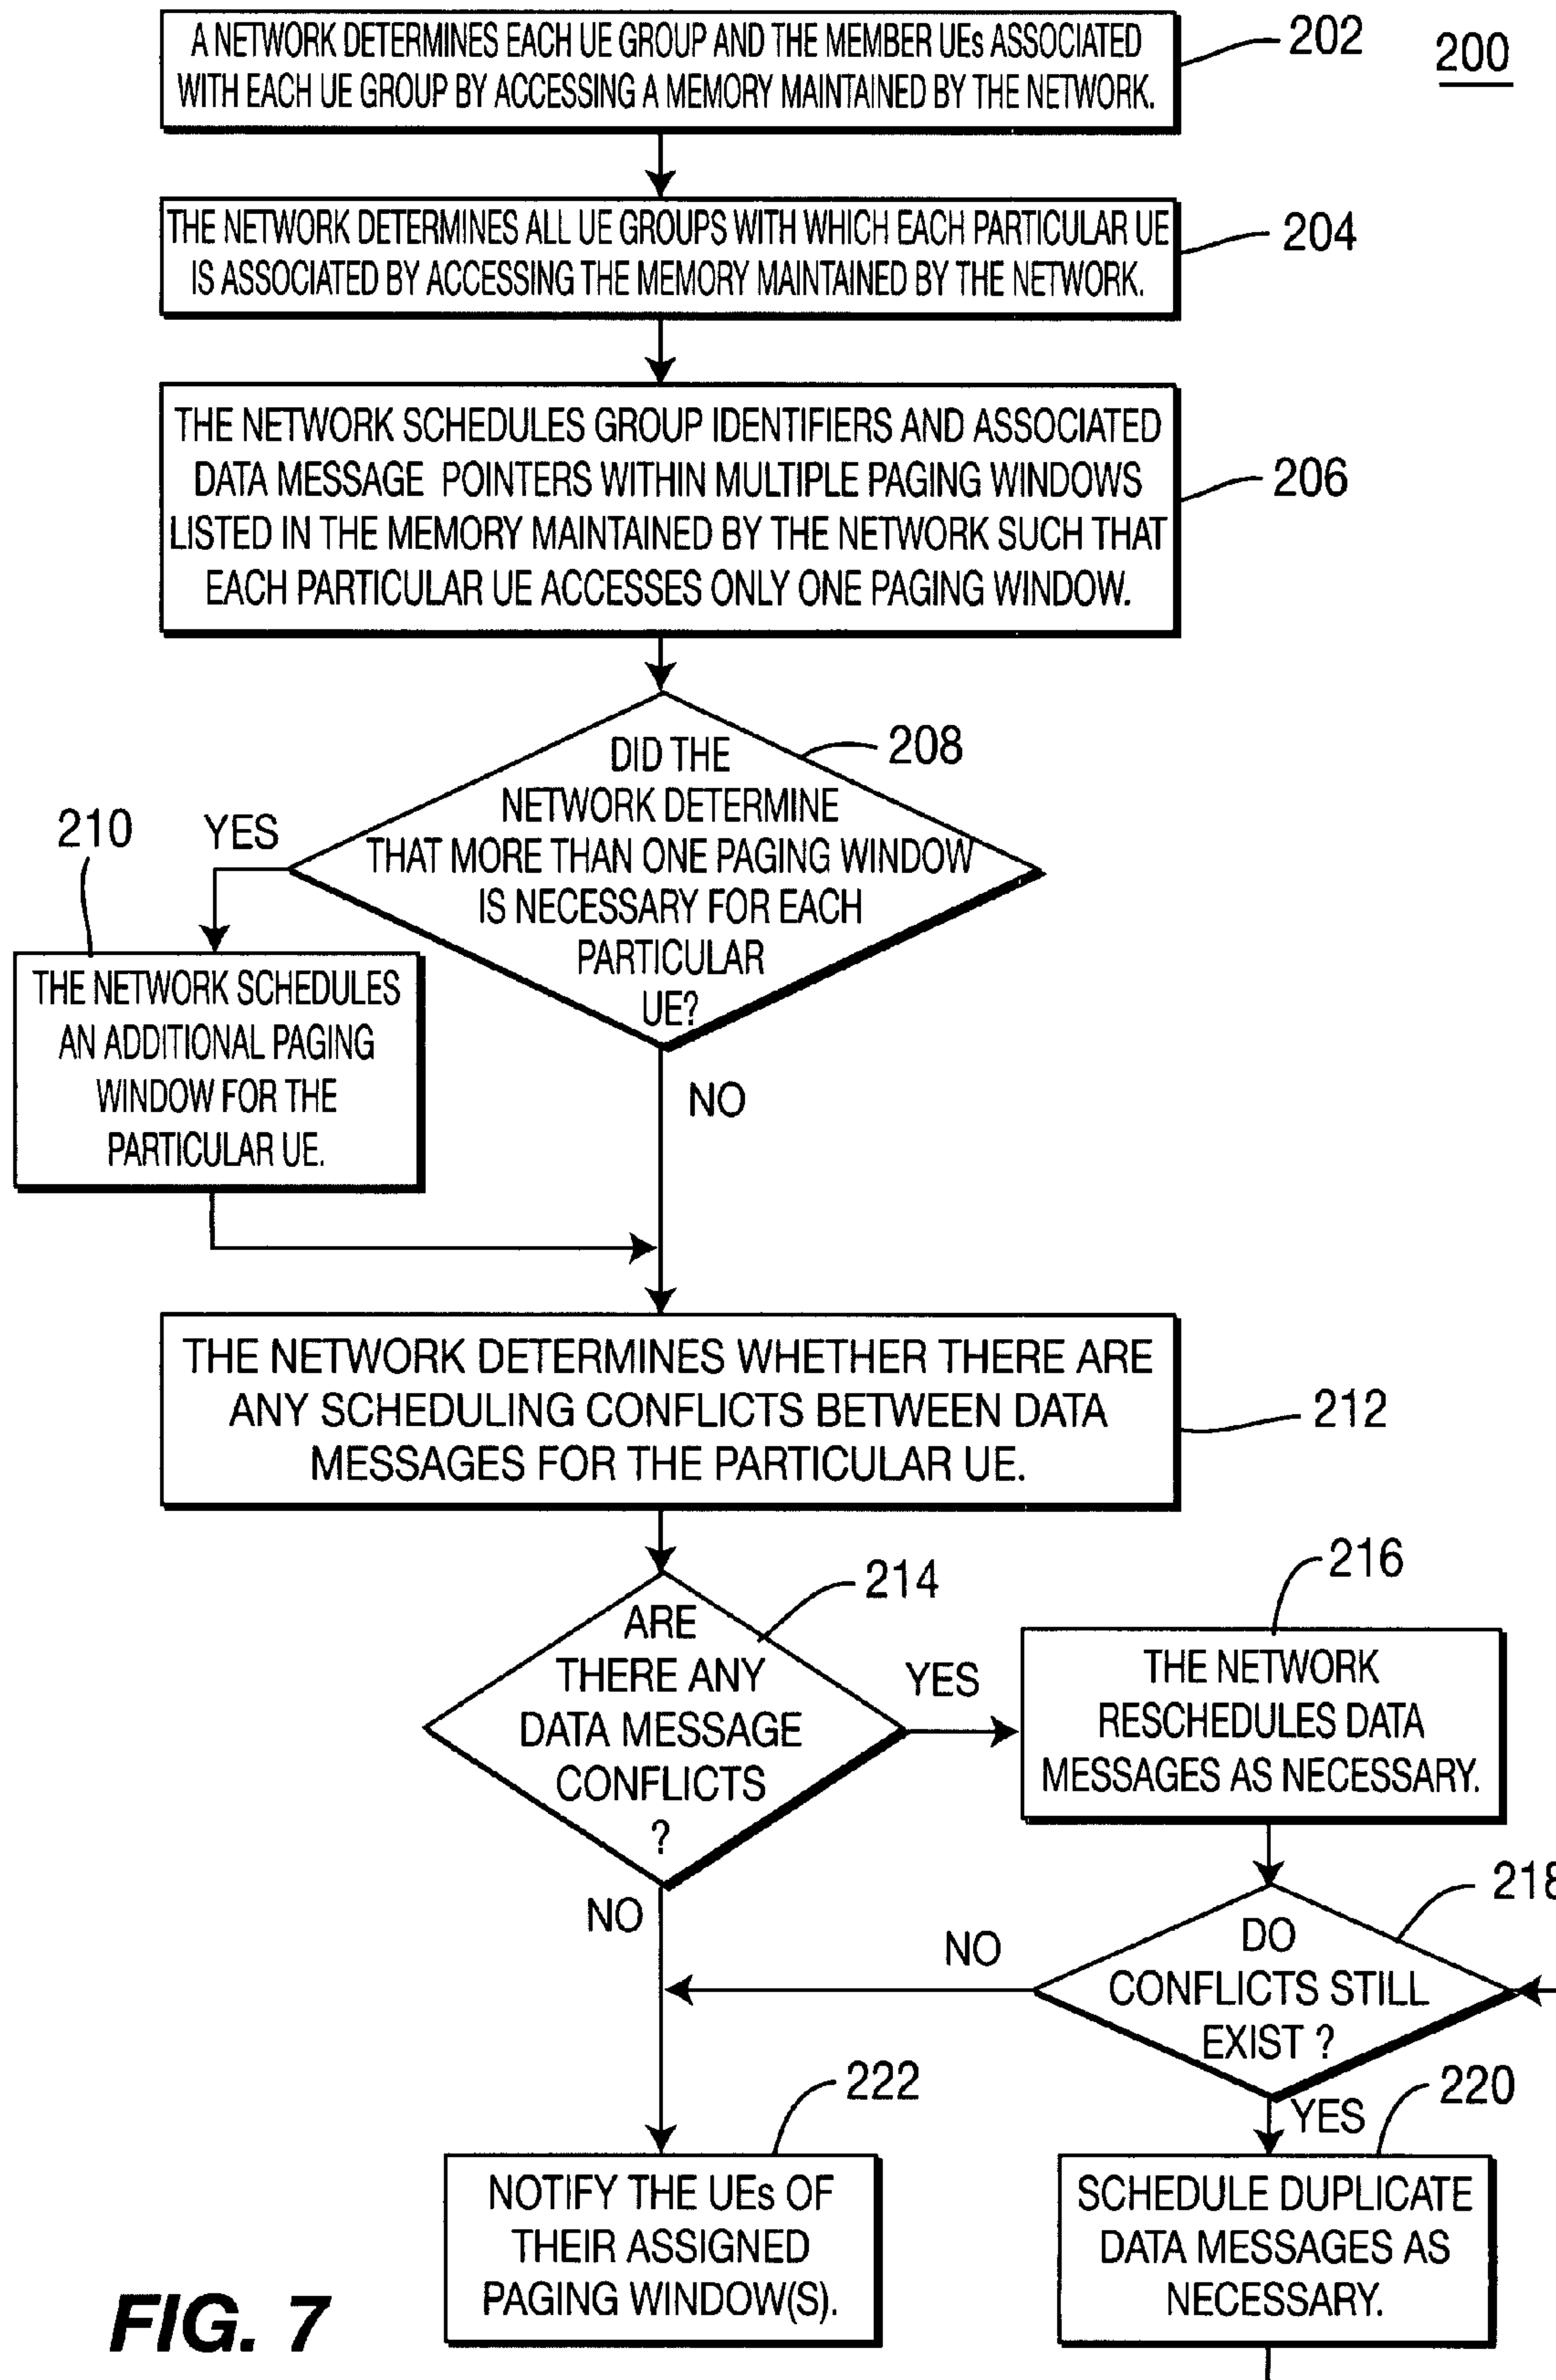 200
A NETWORK DETERMINES EACH UE GROUP AND THE MEMBER UEs ASSOCIATED
WITH EACH UE GROUP BY ACCESSING A MEMORY MAINTAINED BY THE NETWORK.
202
THE NETWORK DETERMINES ALL UE GROUPS WITH WHICH EACH PARTICULAR UE
IS ASSOCIATED BY ACCESSING THE MEMORY MAINTAINED BY THE NETWORK.
204
THE NETWORK SCHEDULES GROUP IDENTIFIERS AND ASSOCIATED
DATA MESSAGE POINTERS WITHIN MULTIPLE PAGING WINDOWS
LISTED IN THE MEMORY MAINTAINED BY THE NETWORK SUCH THAT
EACH PARTICULAR UE ACCESSES ONLY ONE PAGING WINDOW.
206
DID THE
NETWORK DETERMINE
THAT MORE THAN ONE PAGING WINDOW
IS NECESSARY FOR EACH
PARTICULAR
UE?
208
YES
210
THE NETWORK SCHEDULES
AN ADDITIONAL PAGING
WINDOW FOR THE
PARTICULAR UE.
NO
THE NETWORK DETERMINES WHETHER THERE ARE
ANY SCHEDULING CONFLICTS BETWEEN DATA
MESSAGES FOR THE PARTICULAR UE.
212
ARE
THERE ANY
DATA MESSAGE
CONFLICTS
?
214
YES
216
THE NETWORK
RESCHEDULES DATA
MESSAGES AS NECESSARY.
NO
DO
CONFLICTS STILL
EXIST ?
218
NO
YES
220
SCHEDULE DUPLICATE
DATA MESSAGES AS
NECESSARY.
222
NOTIFY THE UEs OF
THEIR ASSIGNED
PAGING WINDOW(S).
FIG. 7